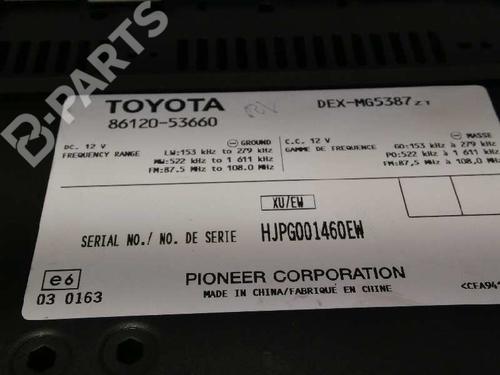 B-PARTS
TOYOTA
86120-53660
DEX-MG5387 Z1
DC. 12 V ⊖ GROUND
FREQUENCY RANGE LW:153 kHz to 279 kHz
MW:522 kHz to 1 611 kHz
FM:87.5 MHz to 108.0 MHz
C.C. 12 V ⊖ MASSE
GAMME DE FREQUENCE GO:153 kHz à 279 kHz
PO:522 kHz à 1 611 kHz
FM:87,5 MHz à 108,0 MHz
XU/EW
SERIAL NO./ NO. DE SERIE HJPG001460EW
e6
03 0163
PIONEER CORPORATION
MADE IN CHINA/FABRIQUÉ EN CHINE
<CFA941